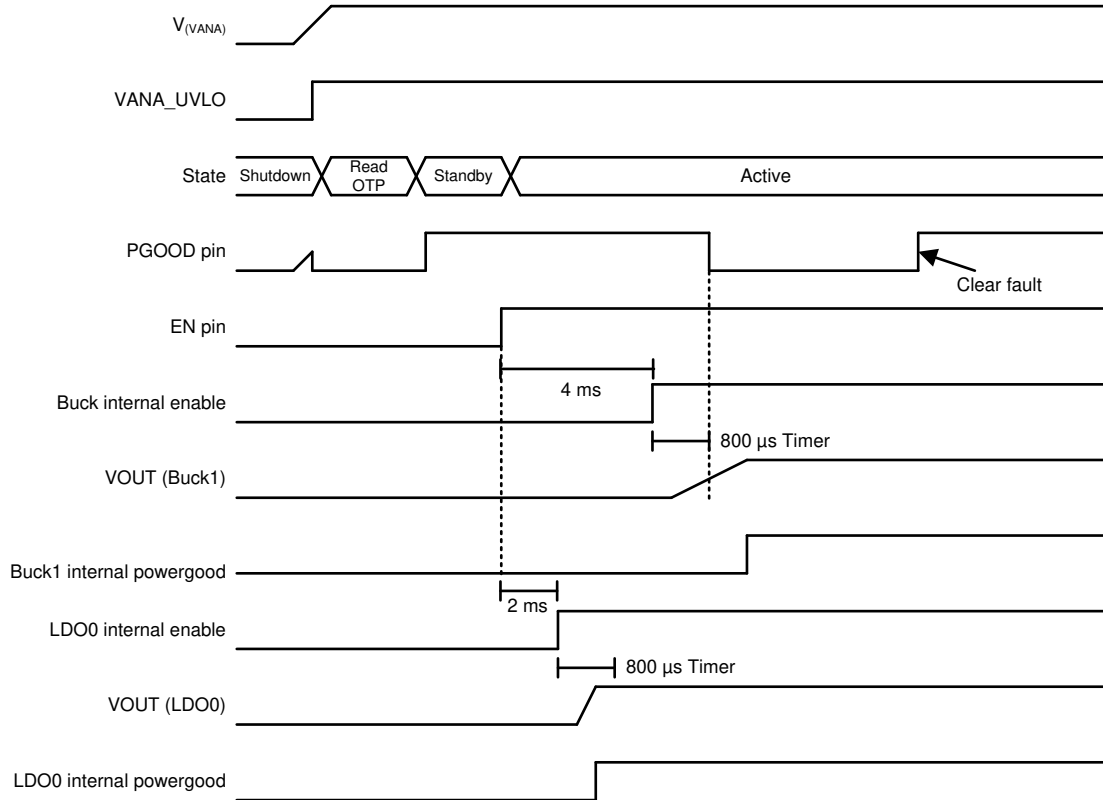 V(VANA)
VANA_UVLO
State
Shutdown
Read
OTP
Standby
Active
PGOOD pin
Clear fault
EN pin
4 ms
Buck internal enable
800 µs Timer
VOUT (Buck1)
Buck1 internal powergood
2 ms
LDO0 internal enable
800 µs Timer
VOUT (LDO0)
LDO0 internal powergood